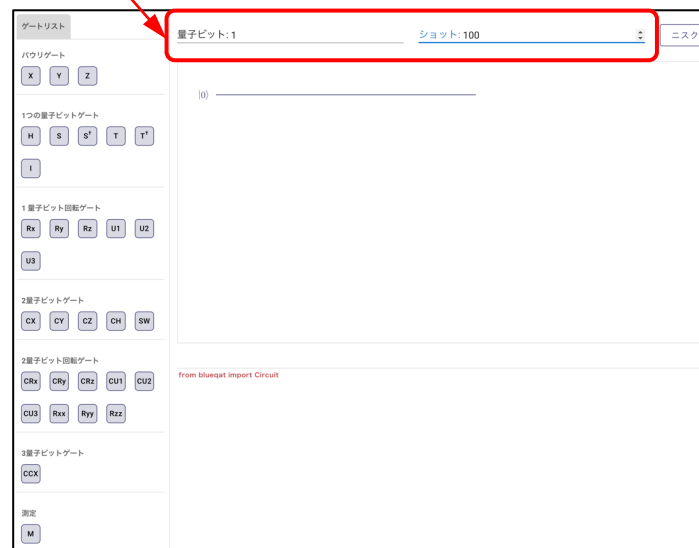 ゲートリスト
量子ビット: 1
ショット: 100
ニスク
パウリゲート
X Y Z
|0⟩
1つの量子ビットゲート
H S S† T T†
I
1 量子ビット回転ゲート
Rx Ry Rz U1 U2
U3
2量子ビットゲート
CX CY CZ CH SW
2量子ビット回転ゲート
CRx CRy CRz CU1 CU2
CU3 Rxx Ryy Rzz
from blueqat import Circuit
3量子ビットゲート
CCX
測定
M